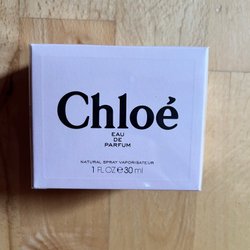 Chloé
EAU
DE
PARFUM
NATURAL SPRAY VAPORISATEUR
1 FL.OZ℮30 ml